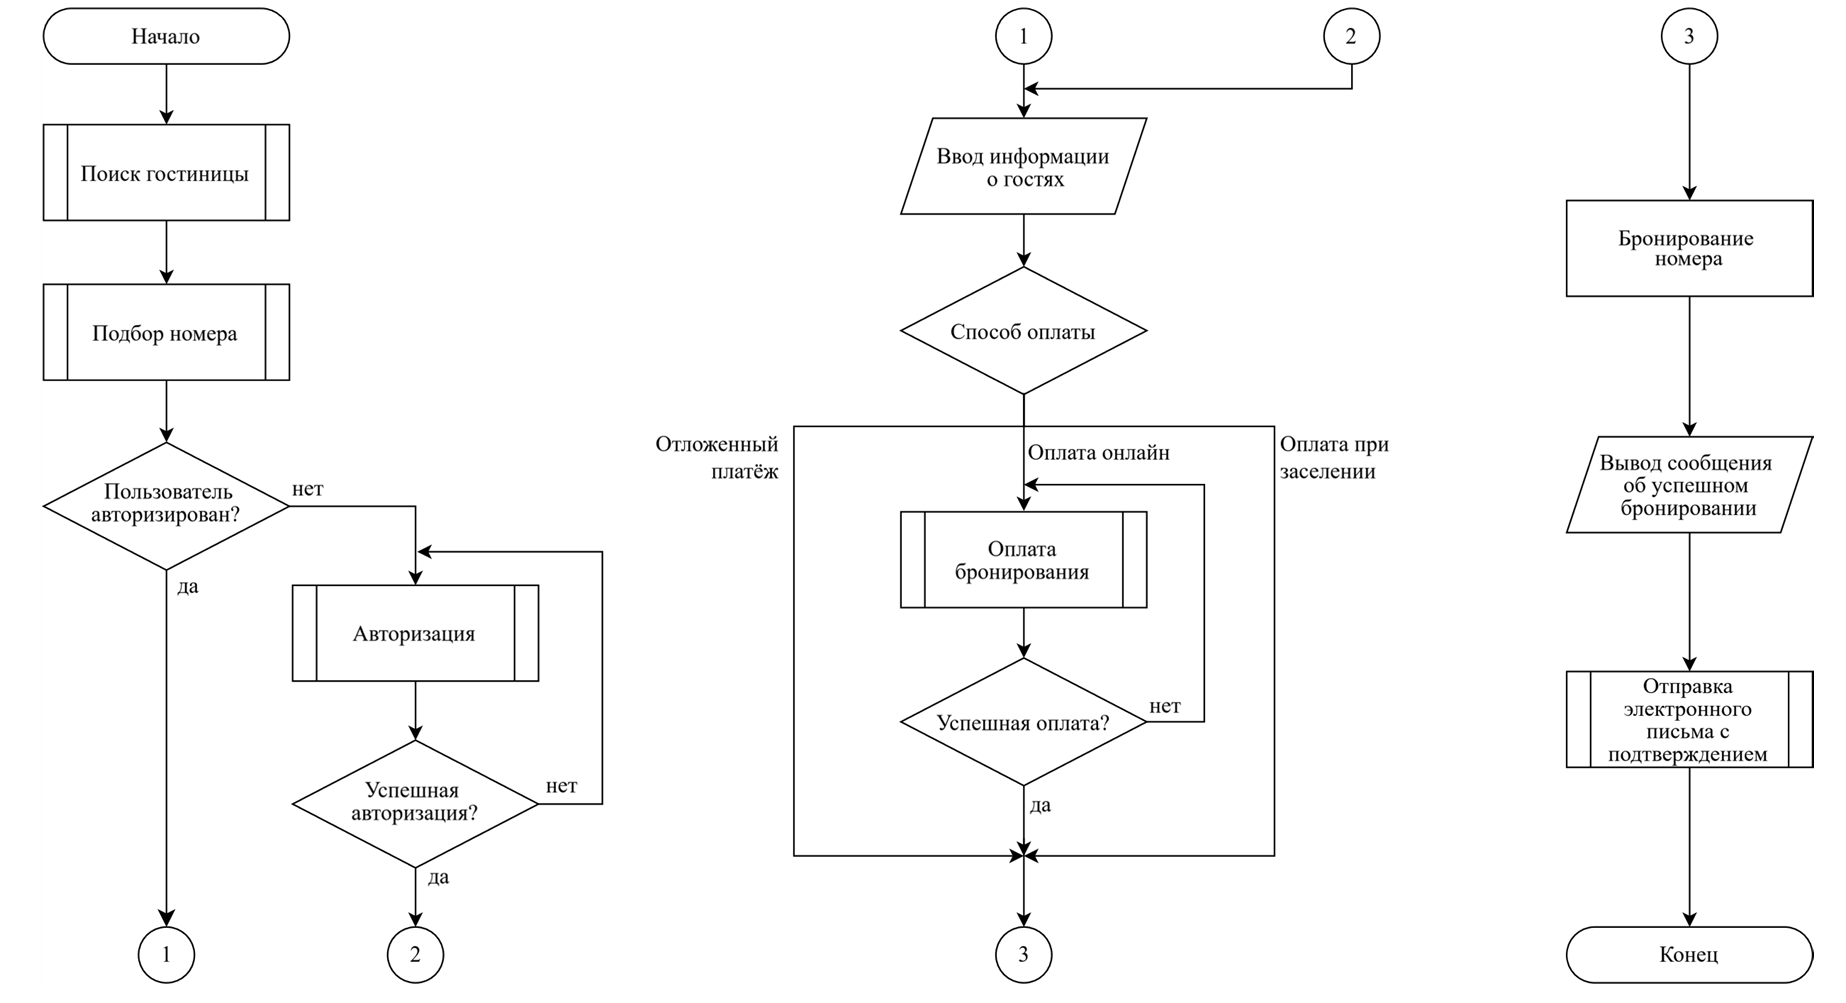 Начало
Поиск гостиницы
Подбор номера
Пользователь
авторизирован?
нет
да
Авторизация
Успешная
авторизация?
нет
да
1
2
1
2
Ввод информации
о гостях
Способ оплаты
Отложенный
платёж
Оплата онлайн
Оплата при
заселении
Оплата
бронирования
Успешная оплата?
нет
да
3
3
Бронирование
номера
Вывод сообщения
об успешном
бронировании
Отправка
электронного
письма с
подтверждением
Конец